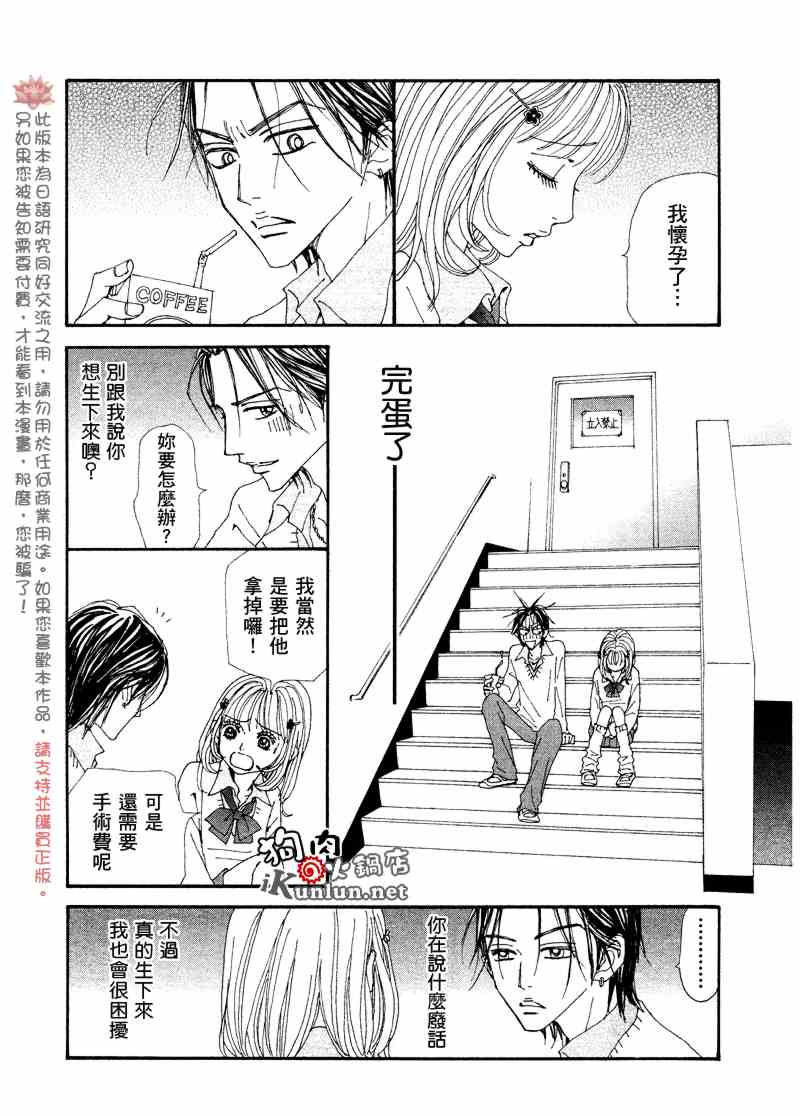 我懷孕了…
COFFEE
完蛋了
立入禁止
妳要怎麼辦？
別跟我說你
想生下來噢？
我當然
是要把他
拿掉囉！
可是
還需要
手術費呢
………
你在說什麼廢話
不過
真的生下來
我也會很困擾
狗肉火鍋店
iKunlun.net
此版本為日語研究同好交流之用，請勿用於任何商業用途。如果您喜歡本作品，請支持並購買正版。
另如果您被告知需要付費，才能看到本漫畫，那麼，您被騙了！